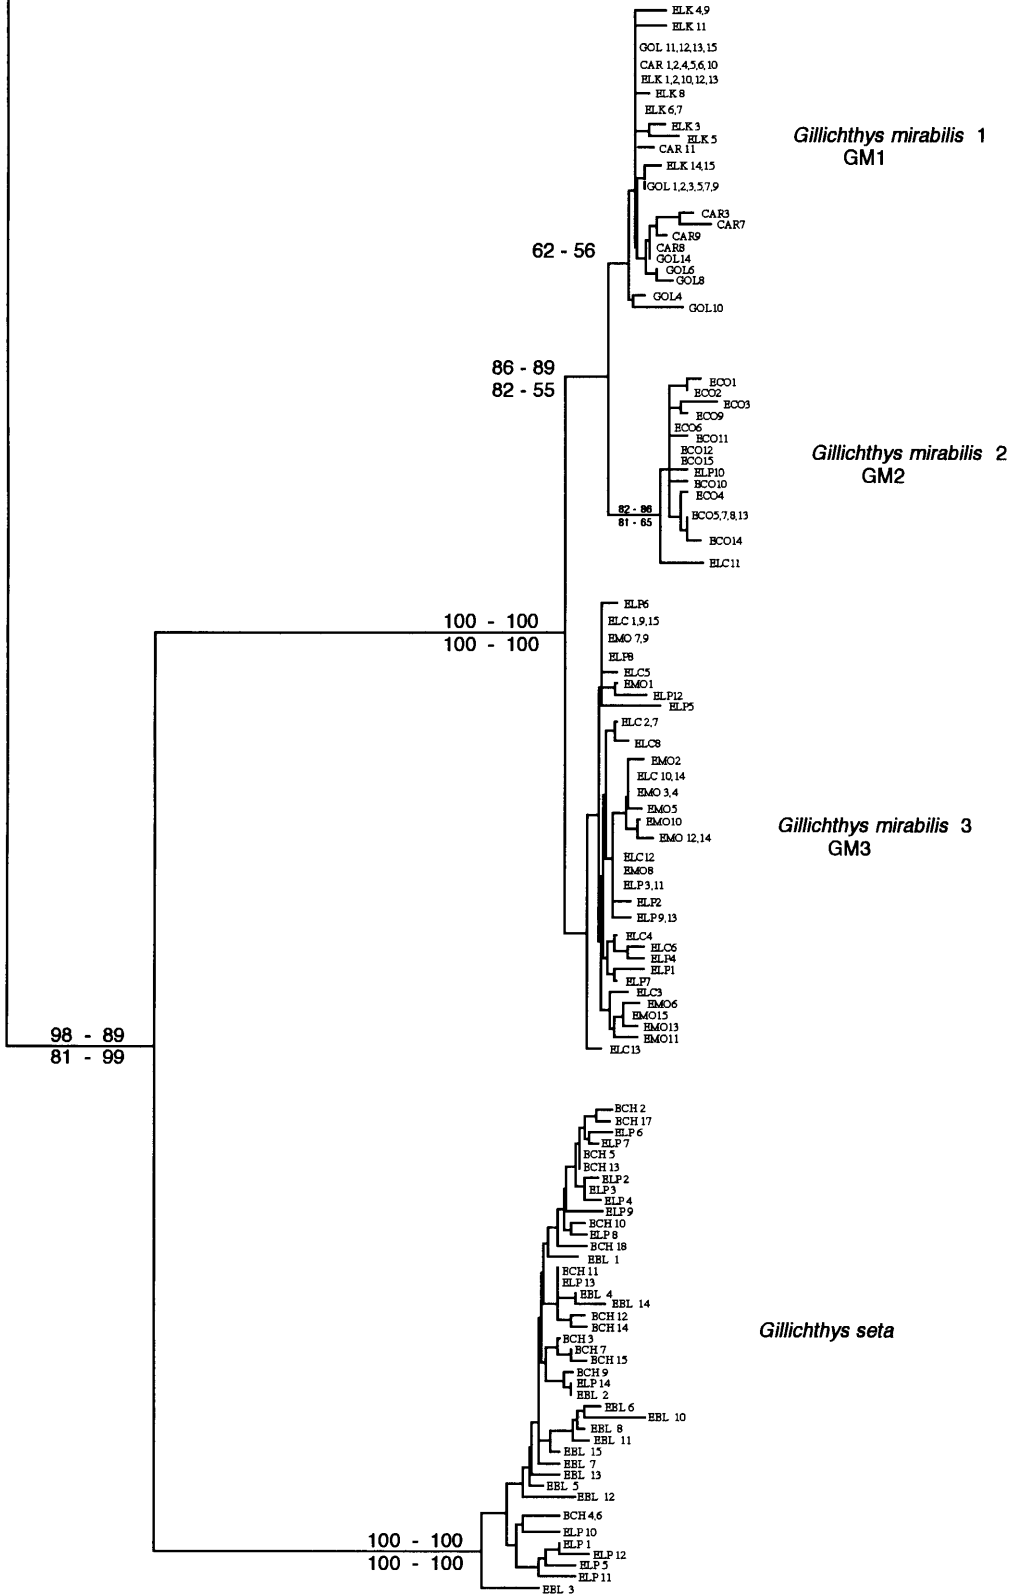 ELK 4,9
ELK 11
GOL 11,12,13,15
CAR 1,2,4,5,6,10
ELK 1,2,10,12,13
ELK 8
ELK 6,7
ELK 3
ELK 5
CAR 11
ELK 14,15
GOL 1,2,3,5,7,9
CAR3
CAR7
CAR9
CAR8
GOL14
GOL6
GOL8
GOL4
GOL10
Gillichthys mirabilis 1
GM1
62 - 56
86 - 89
82 - 55
ECO1
ECO2
ECO3
ECO9
ECO6
ECO11
ECO12
ECO15
ELP10
ECO10
ECO4
ECO5,7,8,13
ECO14
ELC11
Gillichthys mirabilis 2
GM2
82 - 86
81 - 65
100 - 100
100 - 100
ELP6
ELC 1,9,15
EMO 7,9
ELP8
ELC5
EMO1
ELP12
ELP5
ELC 2,7
ELC8
EMO2
ELC 10,14
EMO 3,4
EMO5
EMO10
EMO 12,14
ELC12
EMO8
ELP 3,11
ELP2
ELP 9,13
ELC4
ELC6
ELP4
ELP1
ELP7
ELC3
EMO6
EMO15
EMO13
EMO11
ELC13
Gillichthys mirabilis 3
GM3
98 - 89
81 - 99
BCH 2
BCH 17
ELP 6
ELP 7
BCH 5
BCH 13
ELP 2
ELP 3
ELP 4
ELP 9
BCH 10
ELP 8
BCH 18
EBL 1
BCH 11
ELP 13
EBL 4
EBL 14
BCH 12
BCH 14
BCH 3
BCH 7
BCH 15
BCH 9
ELP 14
EBL 2
EBL 6
EBL 10
EBL 8
EBL 11
EBL 15
EBL 7
EBL 13
EBL 5
EBL 12
BCH 4,6
ELP 10
ELP 1
ELP 12
ELP 5
ELP 11
EBL 3
Gillichthys seta
100 - 100
100 - 100